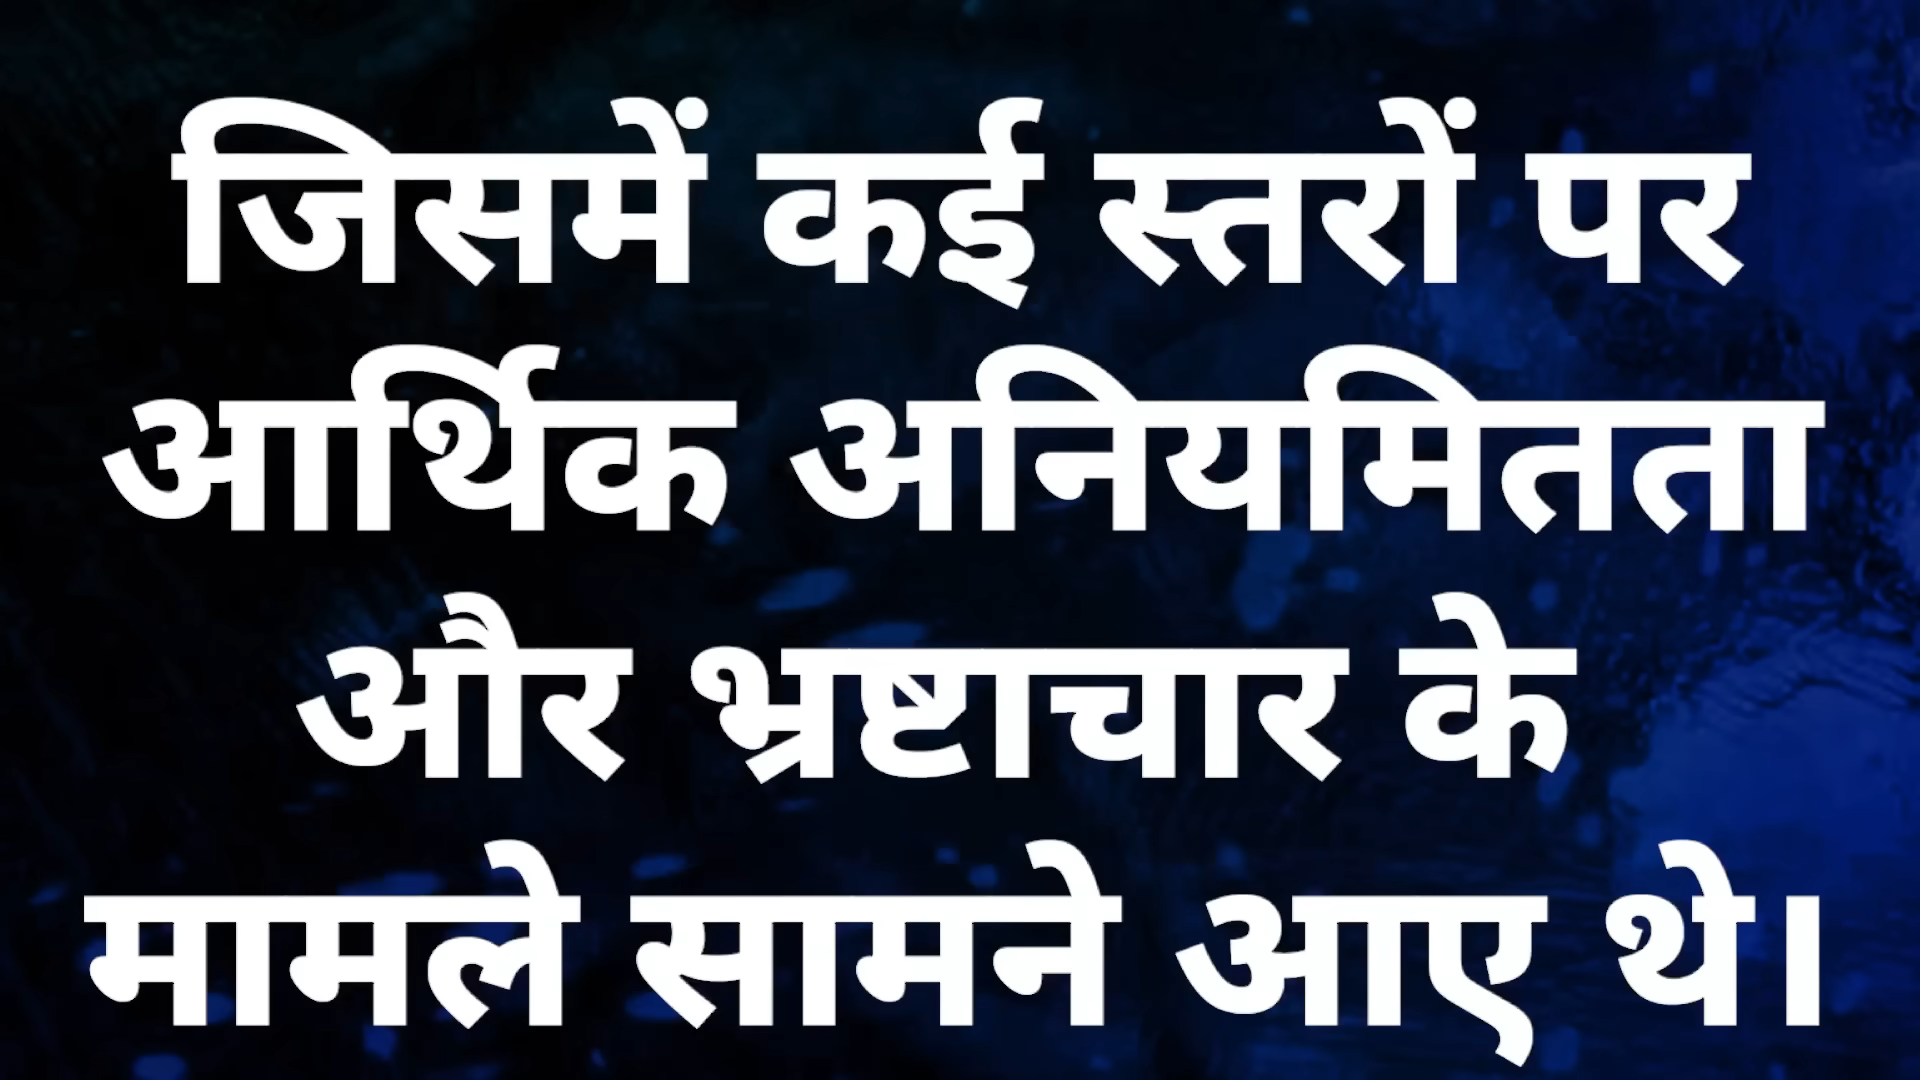 जिसमें कई स्तरों पर
आर्थिक अनियमितता
और भ्रष्टाचार के
मामले सामने आए थे।